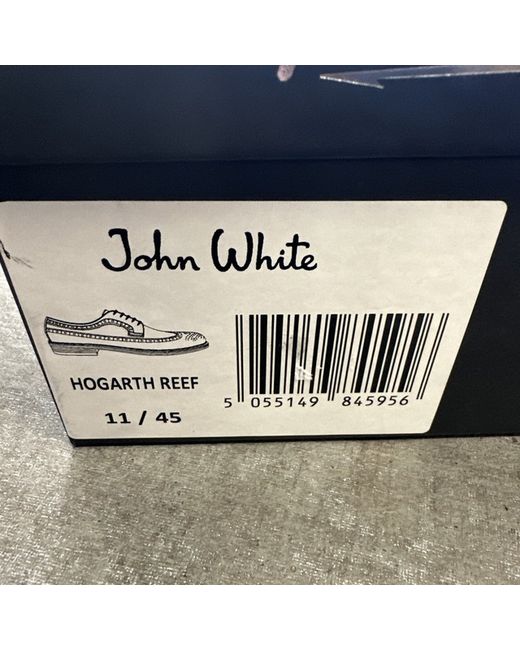 John White
HOGARTH REEF
11 / 45
5 055149 845956